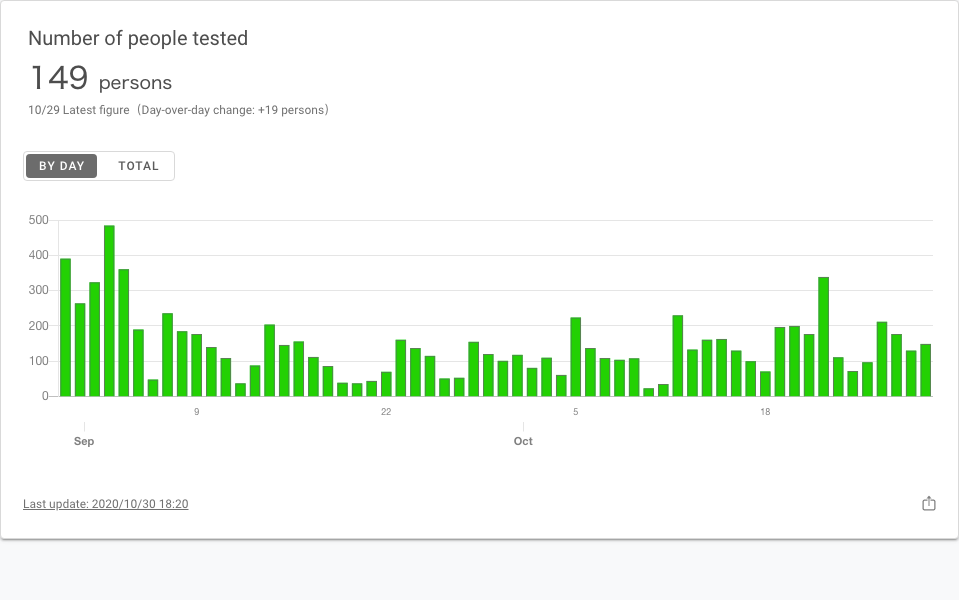 Number of people tested
149 persons
10/29 Latest figure（Day-over-day change: +19 persons）
BY DAY TOTAL
500
400
300
200
100
0
9 22 5 18
Sep Oct
Last update: 2020/10/30 18:20